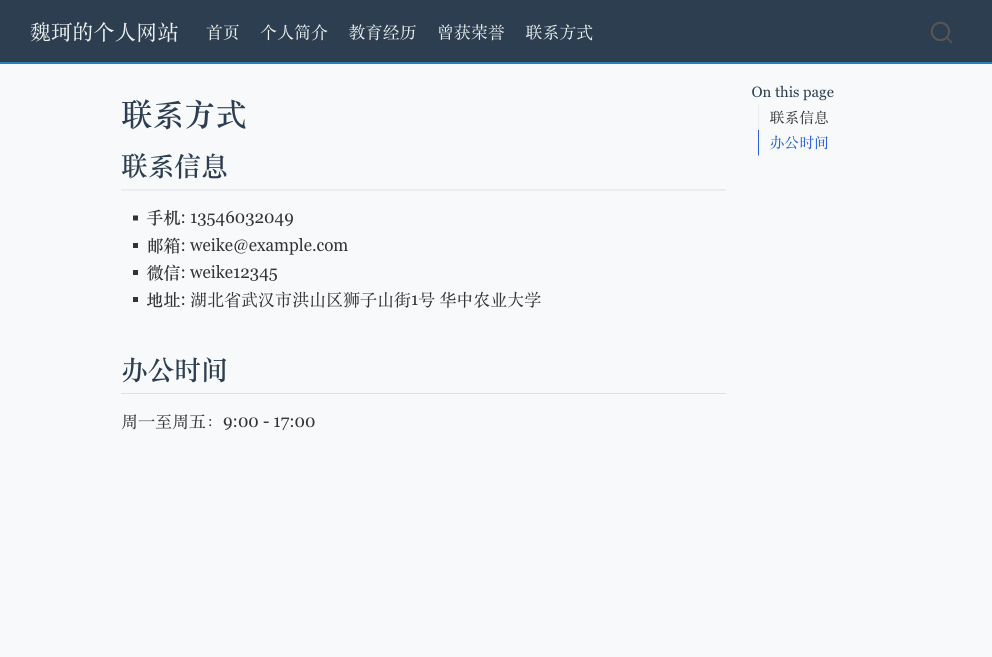 魏珂的个人网站 首页 个人简介 教育经历 曾获荣誉 联系方式
联系方式
联系信息
手机: 13546032049
邮箱: weike@example.com
微信: weike12345
地址: 湖北省武汉市洪山区狮子山街1号 华中农业大学
办公时间
周一至周五：9:00 - 17:00
On this page
联系信息
办公时间